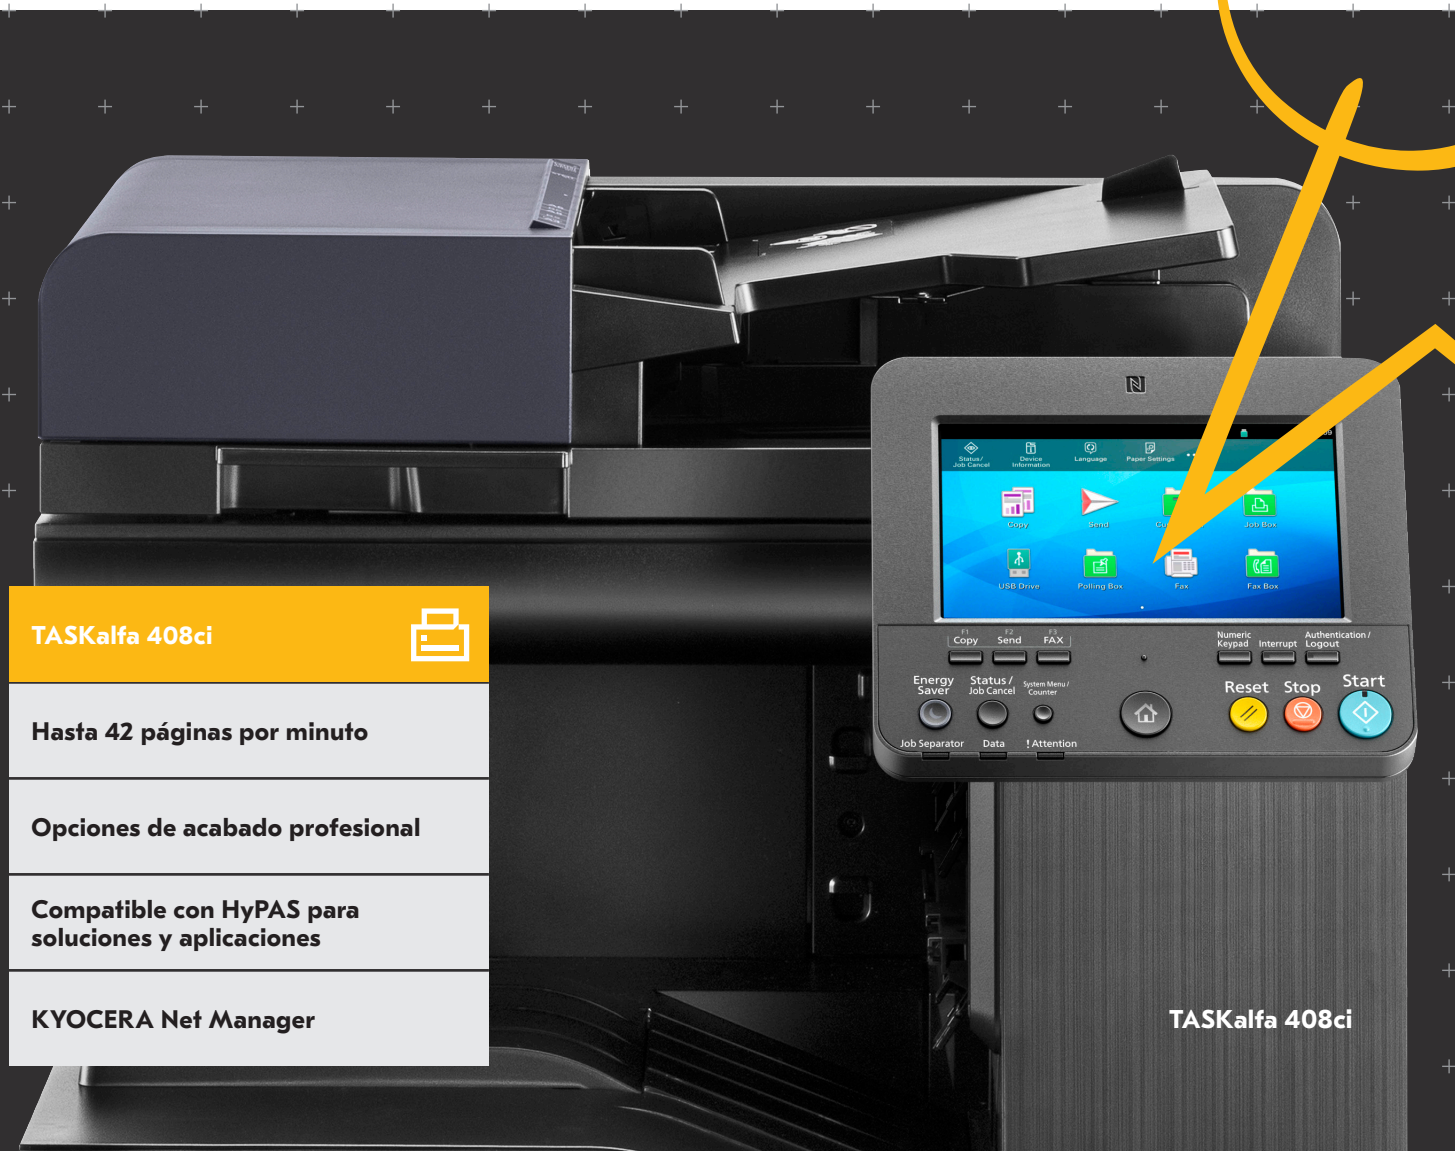 Status/
Job Cancel
Device
Information
Language
Paper Settings
Copy
Send
Job Box
USB Drive
Polling Box
Fax
Fax Box
TASKalfa 408ci
Hasta 42 páginas por minuto
Opciones de acabado profesional
Compatible con HyPAS para
soluciones y aplicaciones
KYOCERA Net Manager
F1
Copy
F2
Send
F3
FAX
Numeric
Keypad
Interrupt
Authentication /
Logout
Energy
Saver
Status /
Job Cancel
System Menu /
Counter
Reset
Stop
Start
Job Separator
Data
! Attention
TASKalfa 408ci